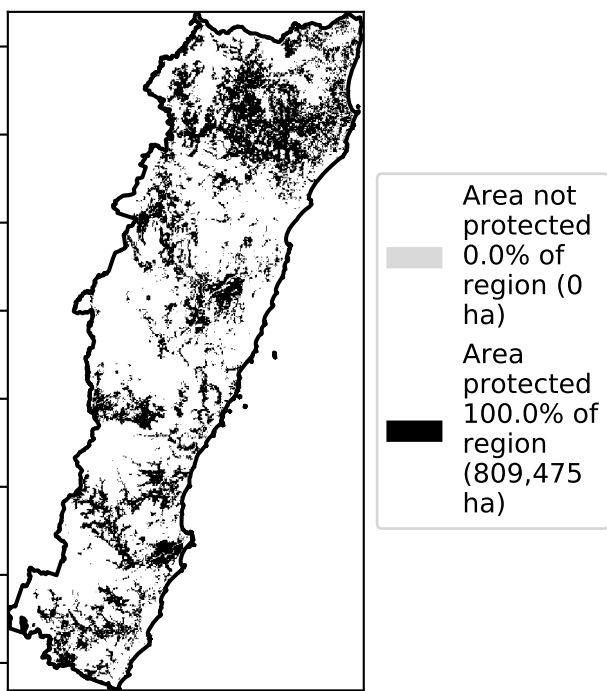 Area not
protected
0.0% of
region (0
ha)
Area
protected
100.0% of
region
(809,475
ha)